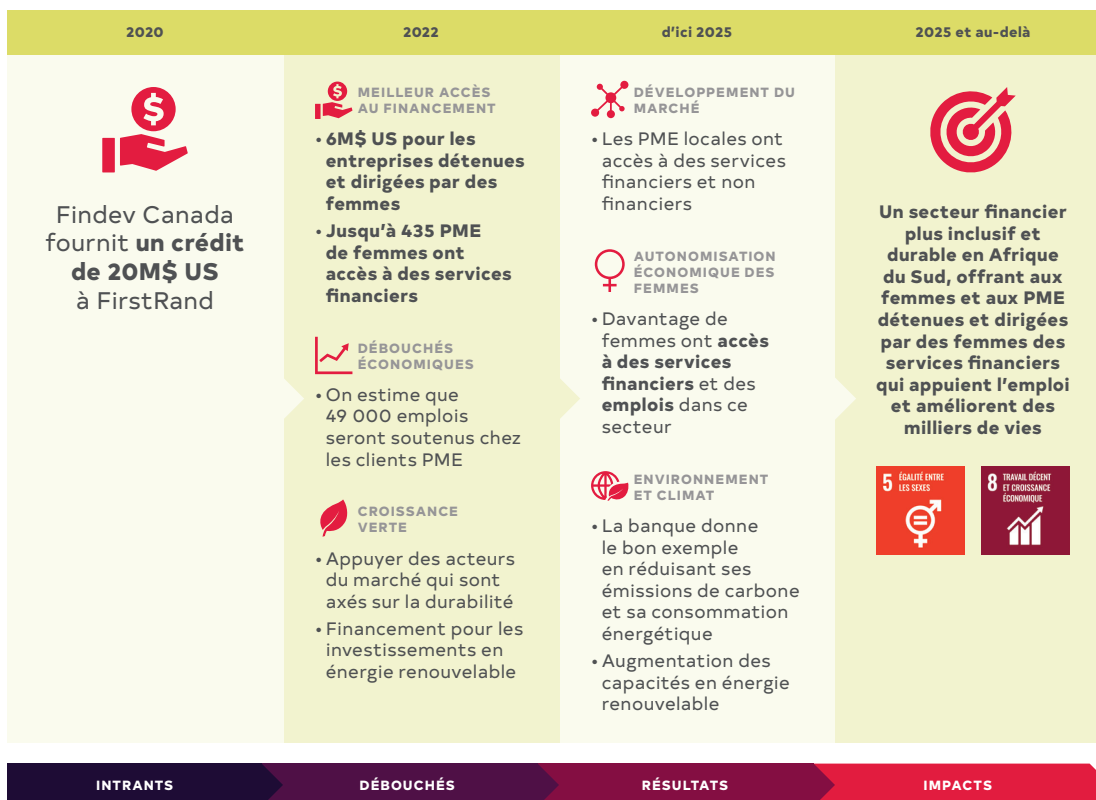 2020
Findev Canada
fournit un crédit
de 20M$ US
à FirstRand
2022
MEILLEUR ACCÈS
AU FINANCEMENT
• 6M$ US pour les
entreprises détenues
et dirigées par des
femmes
• Jusqu'à 435 PME
de femmes ont
accès à des services
financiers
DÉBOUCHÉS
ÉCONOMIQUES
• On estime que
49 000 emplois
seront soutenus chez
les clients PME
CROISSANCE
VERTE
• Appuyer des acteurs
du marché qui sont
axés sur la durabilité
• Financement pour les
investissements en
énergie renouvelable
d'ici 2025
DÉVELOPPEMENT DU
MARCHÉ
• Les PME locales ont
accès à des services
financiers et non
financiers
AUTONOMISATION
ÉCONOMIQUE DES
FEMMES
• Davantage de
femmes ont accès
à des services
financiers et des
emplois dans ce
secteur
ENVIRONNEMENT
ET CLIMAT
• La banque donne
le bon exemple
en réduisant ses
émissions de carbone
et sa consommation
énergétique
• Augmentation des
capacités en énergie
renouvelable
2025 et au-delà
Un secteur financier
plus inclusif et
durable en Afrique
du Sud, offrant aux
femmes et aux PME
détenues et dirigées
par des femmes des
services financiers
qui appuient l'emploi
et améliorent des
milliers de vies
5 ÉGALITÉ ENTRE
LES SEXES
8 TRAVAIL DÉCENT
ET CROISSANCE
ÉCONOMIQUE
INTRANTS
DÉBOUCHÉS
RÉSULTATS
IMPACTS